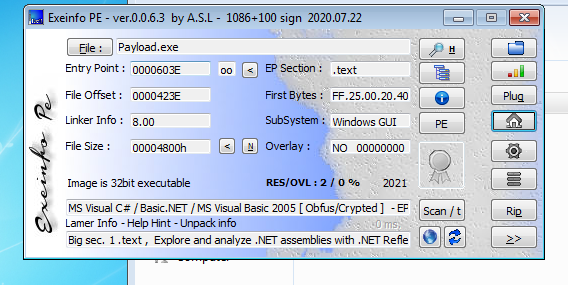 Exeinfo PE - ver.0.0.6.3 by A.S.L - 1086+100 sign 2020.07.22
File : Payload.exe H
Entry Point : 0000603E oo < EP Section : .text
File Offset : 0000423E First Bytes : FF.25.00.20.40 Plug
Linker Info : 8.00 SubSystem : Windows GUI PE
File Size : 00004800h < N Overlay : NO 00000000
Image is 32bit executable RES/OVL : 2 / 0 % 2021
MS Visual C# / Basic.NET / MS Visual Basic 2005 [ Obfus/Crypted ] - EP Scan / t Rip
Lamer Info - Help Hint - Unpack info 0 ms.
Big sec. 1 .text , Explore and analyze .NET assemblies with .NET Refle >>
Exeinfo Pe